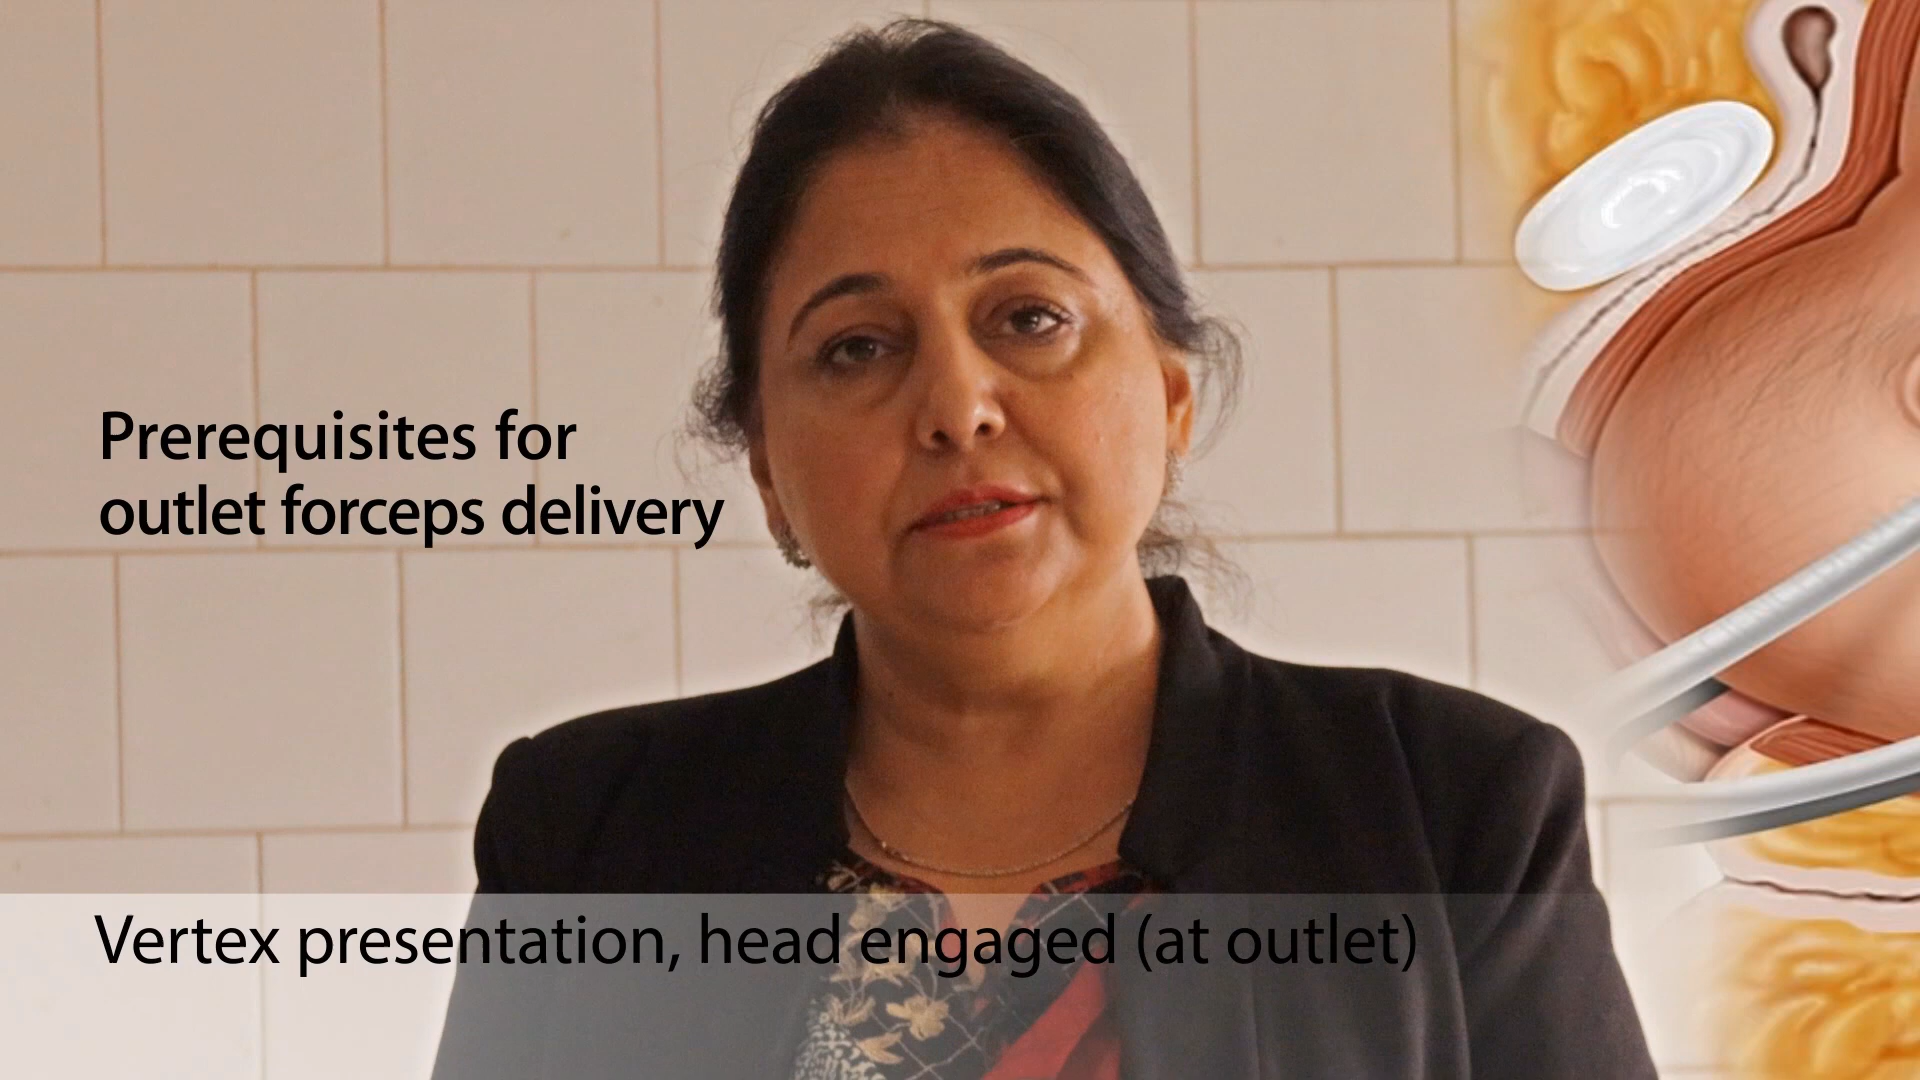 Prerequisites for
outlet forceps delivery
Vertex presentation, head engaged (at outlet)